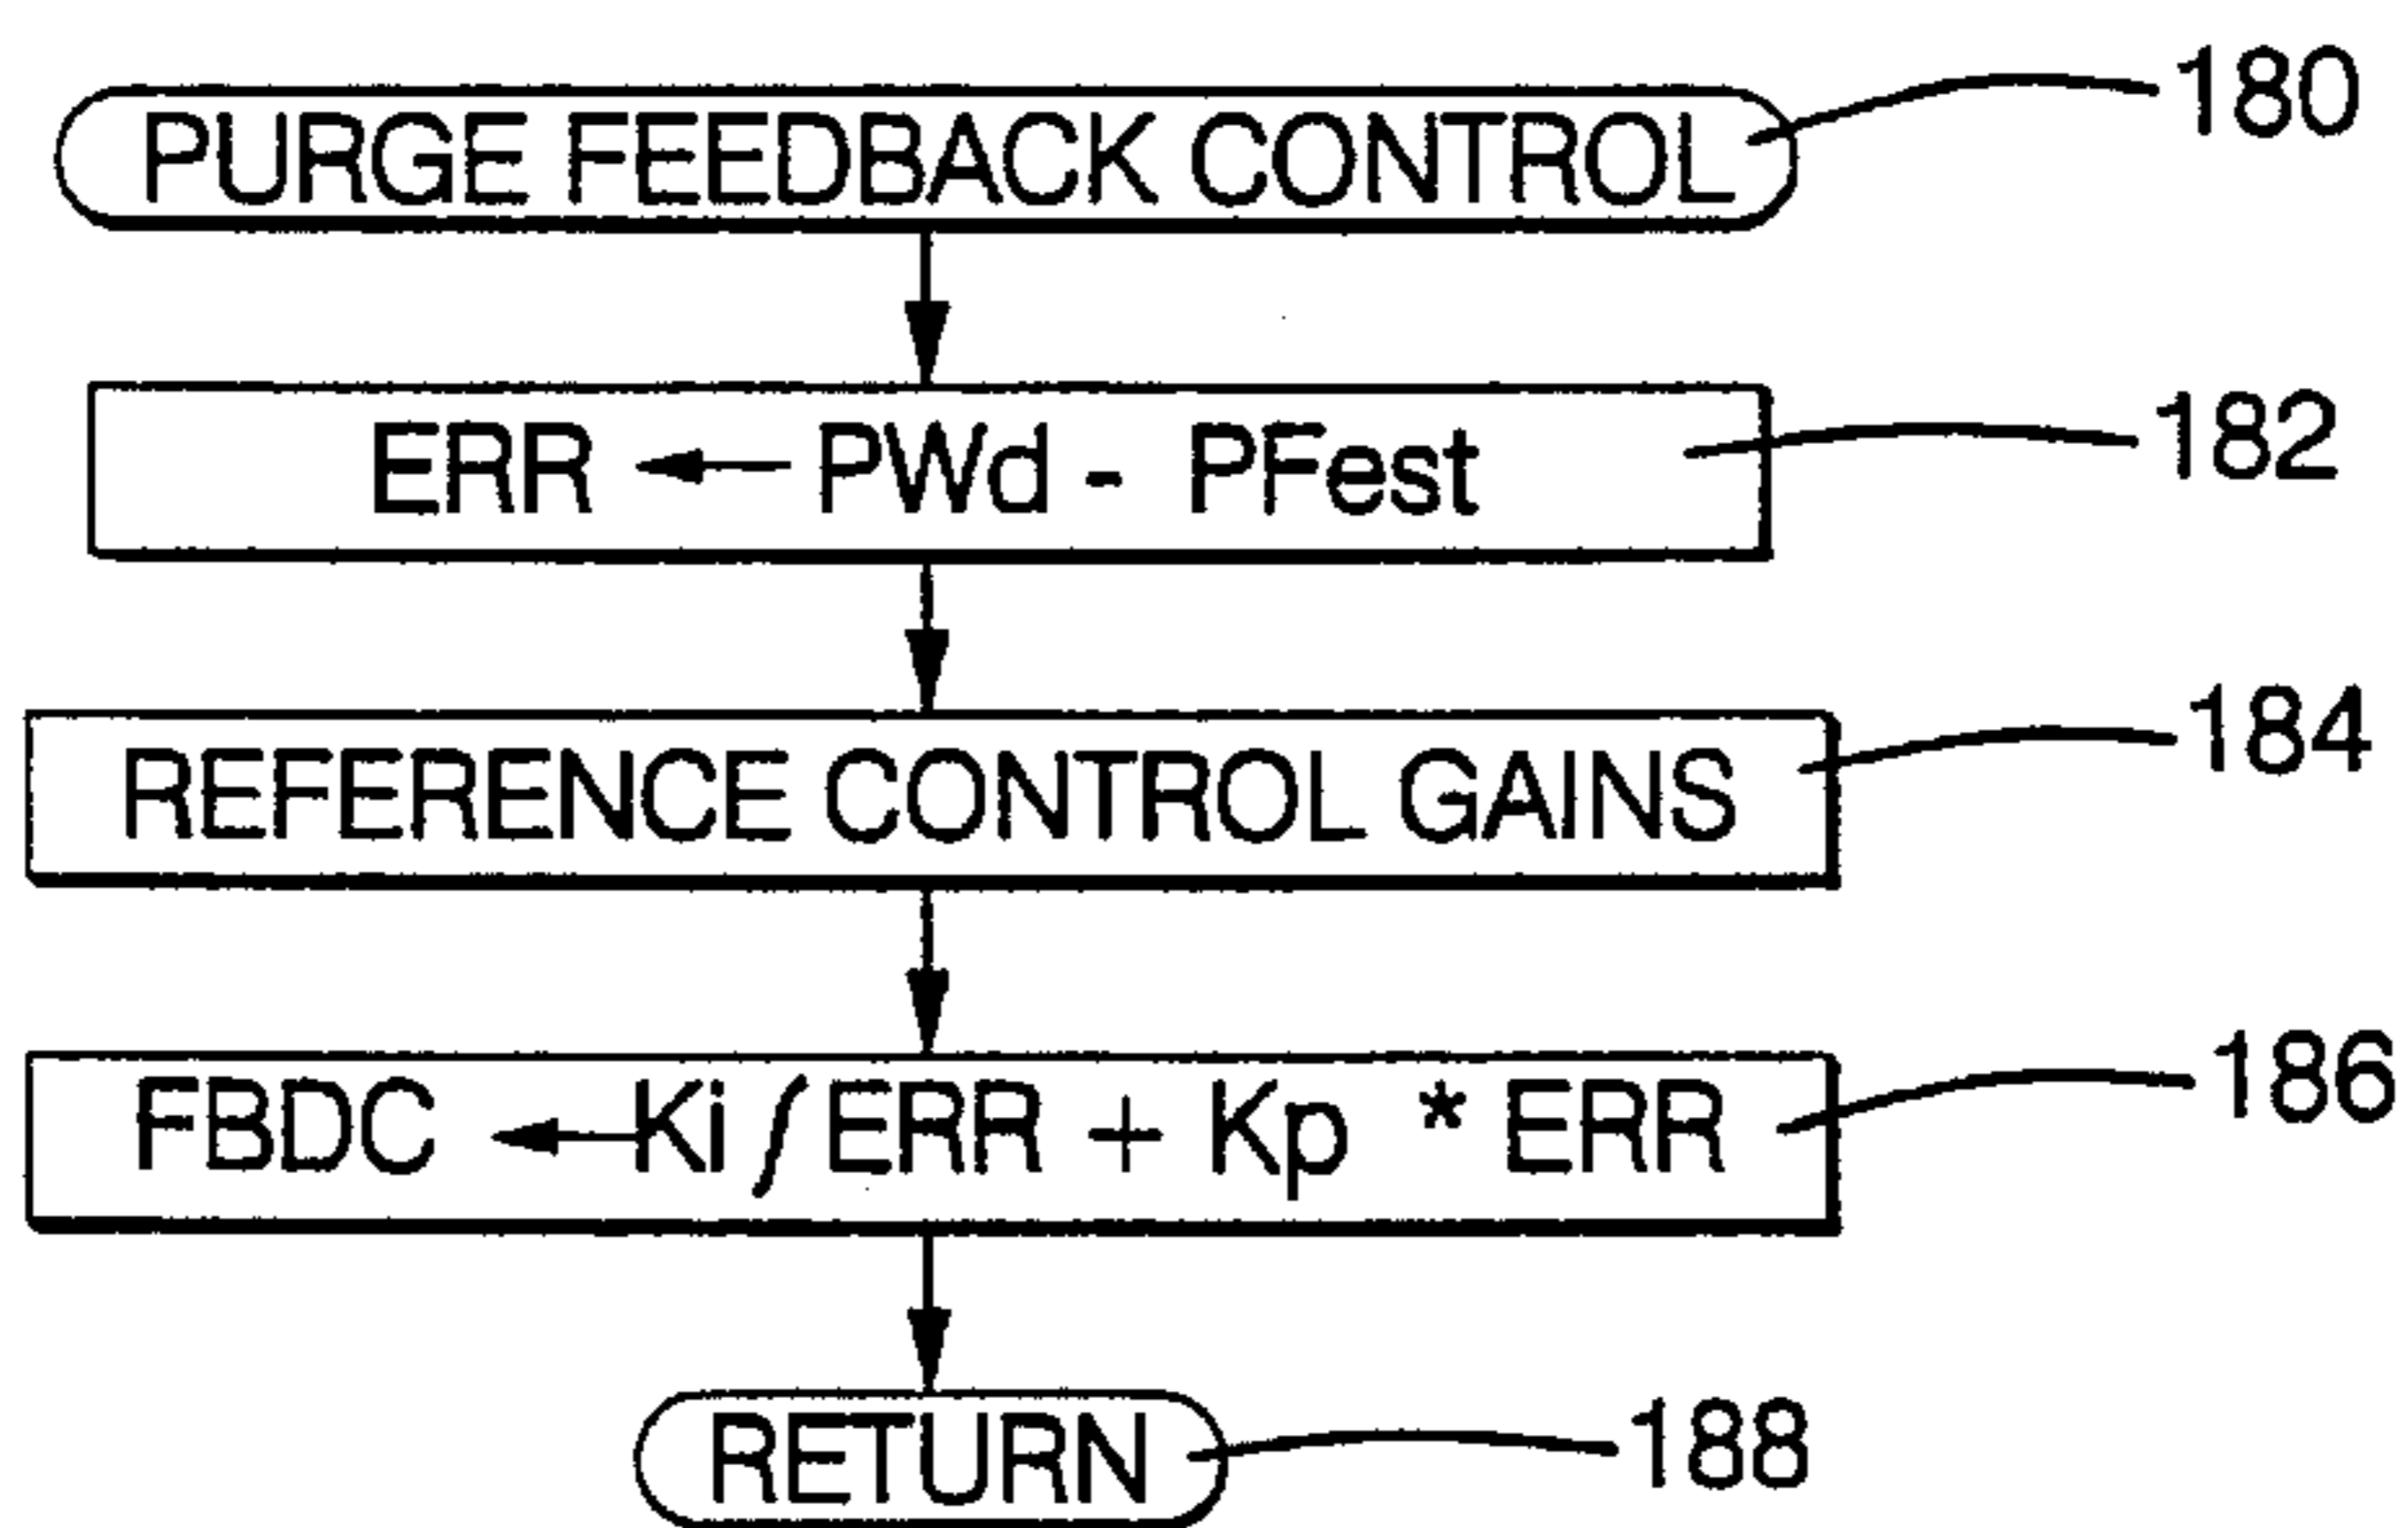 PURGE FEEDBACK CONTROL 180
ERR ← PWd - PFest 182
REFERENCE CONTROL GAINS 184
FBDC ← Ki ∫ ERR + Kp * ERR 186
RETURN 188